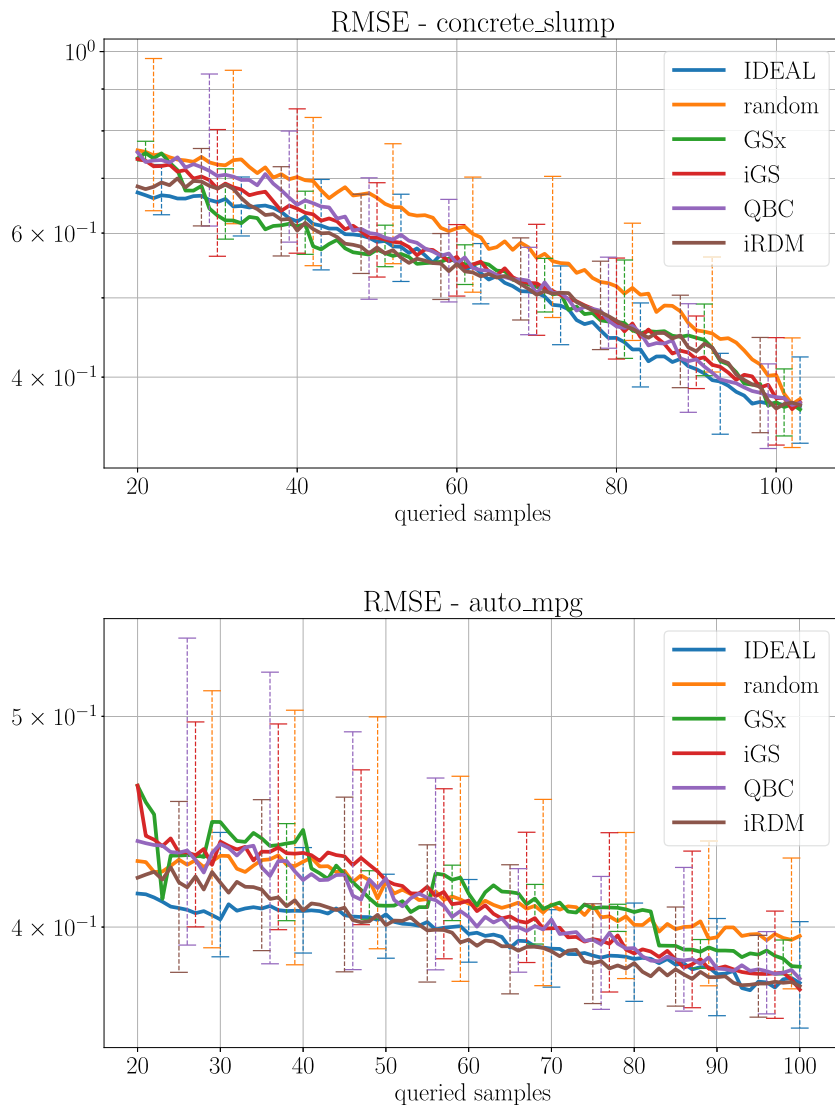 RMSE - concrete_slump
10⁰
6 × 10⁻¹
4 × 10⁻¹
IDEAL
random
GSx
iGS
QBC
iRDM
20 40 60 80 100
queried samples
RMSE - auto_mpg
5 × 10⁻¹
4 × 10⁻¹
IDEAL
random
GSx
iGS
QBC
iRDM
20 30 40 50 60 70 80 90 100
queried samples